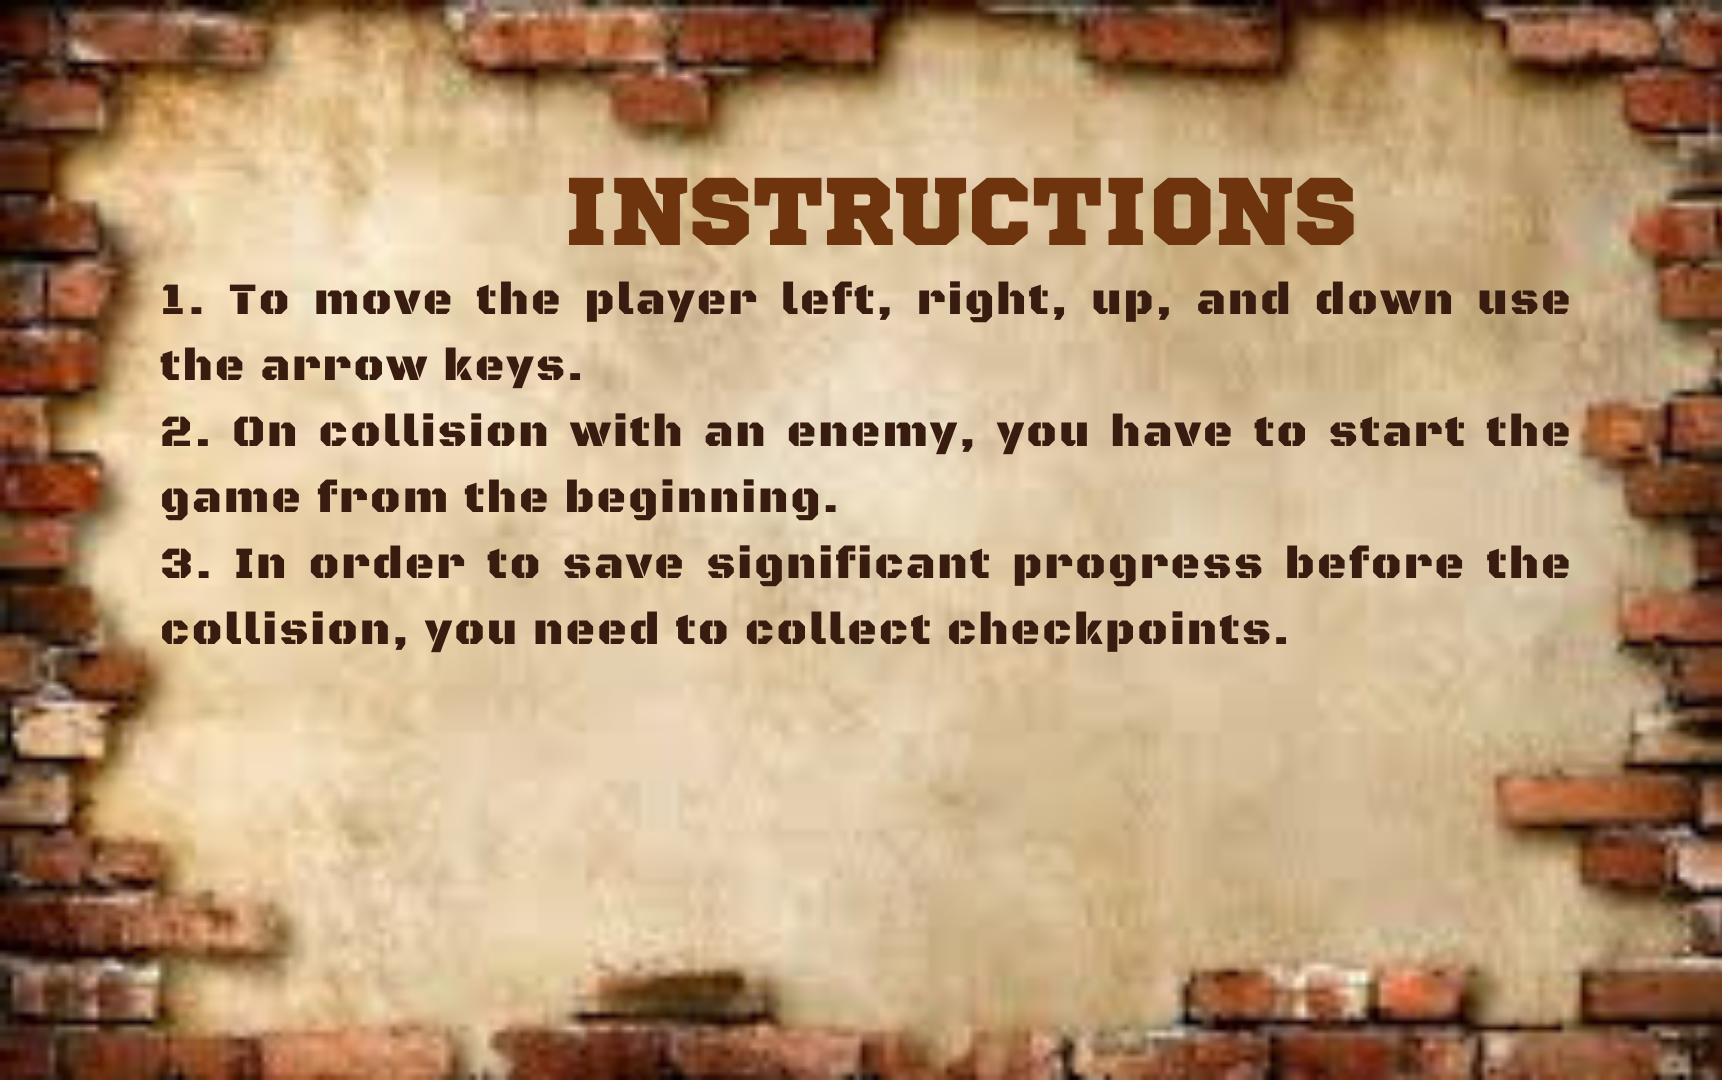 INSTRUCTIONS
1. To move the player left, right, up, and down use
the arrow keys.
2. On collision with an enemy, you have to start the
game from the beginning.
3. In order to save significant progress before the
collision, you need to collect checkpoints.